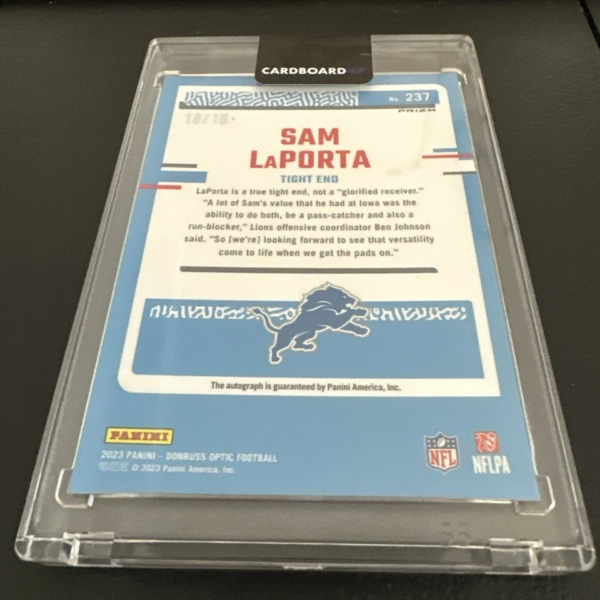 CARDBOARD
No. 237
PRIZM
SAM
LaPORTA
TIGHT END
LaPorta is a true tight end, not a "glorified receiver."
"A lot of Sam's value that he had at Iowa was the
ability to do both, be a pass-catcher and also a
run-blocker," Lions offensive coordinator Ben Johnson
said. "So [we're] looking forward to see that versatility
come to life when we get the pads on."
The autograph is guaranteed by Panini America, Inc.
PANINI
2023 PANINI - DONRUSS OPTIC FOOTBALL
© 2023 Panini America, Inc.
NFL
NFLPA